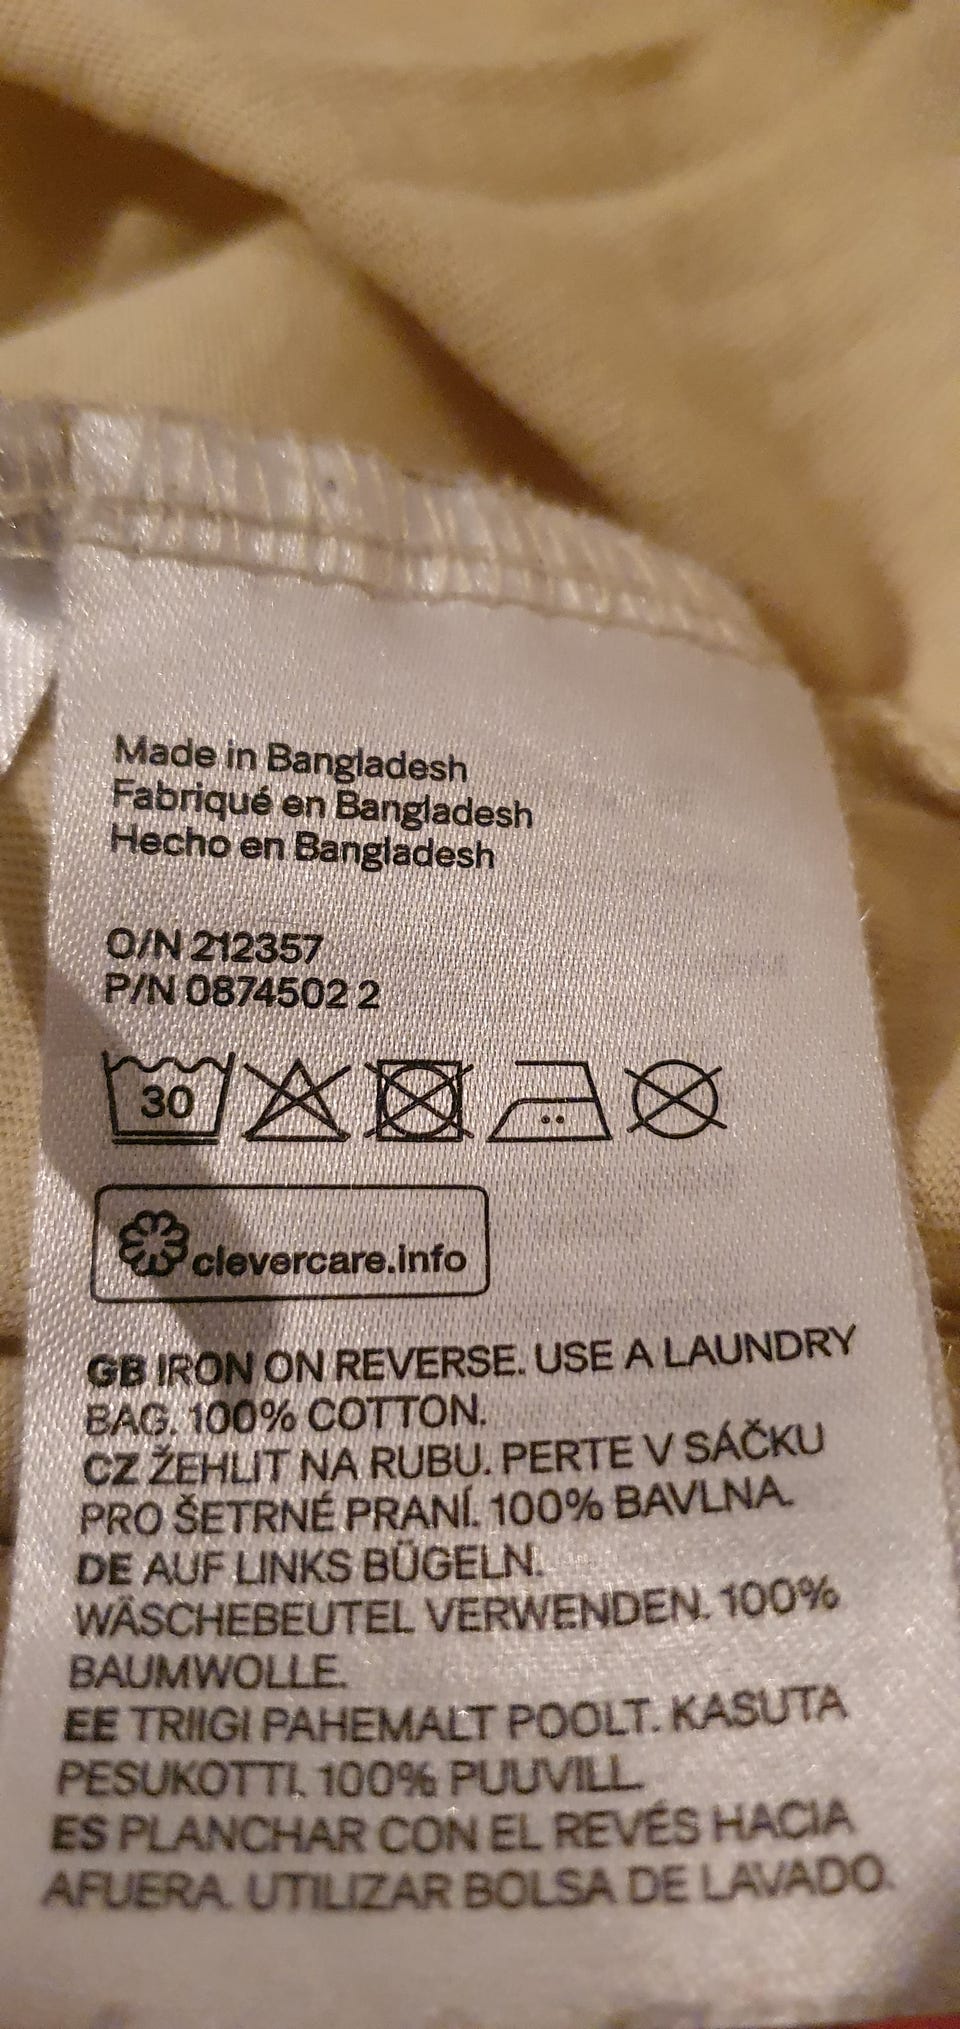 Made in Bangladesh
Fabriqué en Bangladesh
Hecho en Bangladesh
O/N 212357
P/N 0874502 2
30
clevercare.info
GB IRON ON REVERSE. USE A LAUNDRY
BAG. 100% COTTON.
CZ ŽEHLIT NA RUBU. PERTE V SÁČKU
PRO ŠETRNÉ PRANÍ. 100% BAVLNA.
DE AUF LINKS BÜGELN.
WÄSCHEBEUTEL VERWENDEN. 100%
BAUMWOLLE.
EE TRIIGI PAHEMALT POOLT. KASUTA
PESUKOTTI. 100% PUUVILL.
ES PLANCHAR CON EL REVÉS HACIA
AFUERA. UTILIZAR BOLSA DE LAVADO.